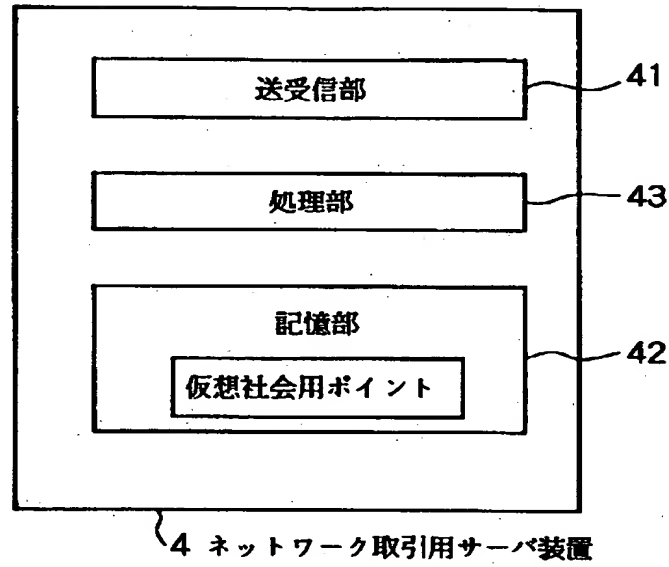 送受信部
41
処理部
43
記憶部
42
仮想社会用ポイント
4 ネットワーク取引用サーバ装置